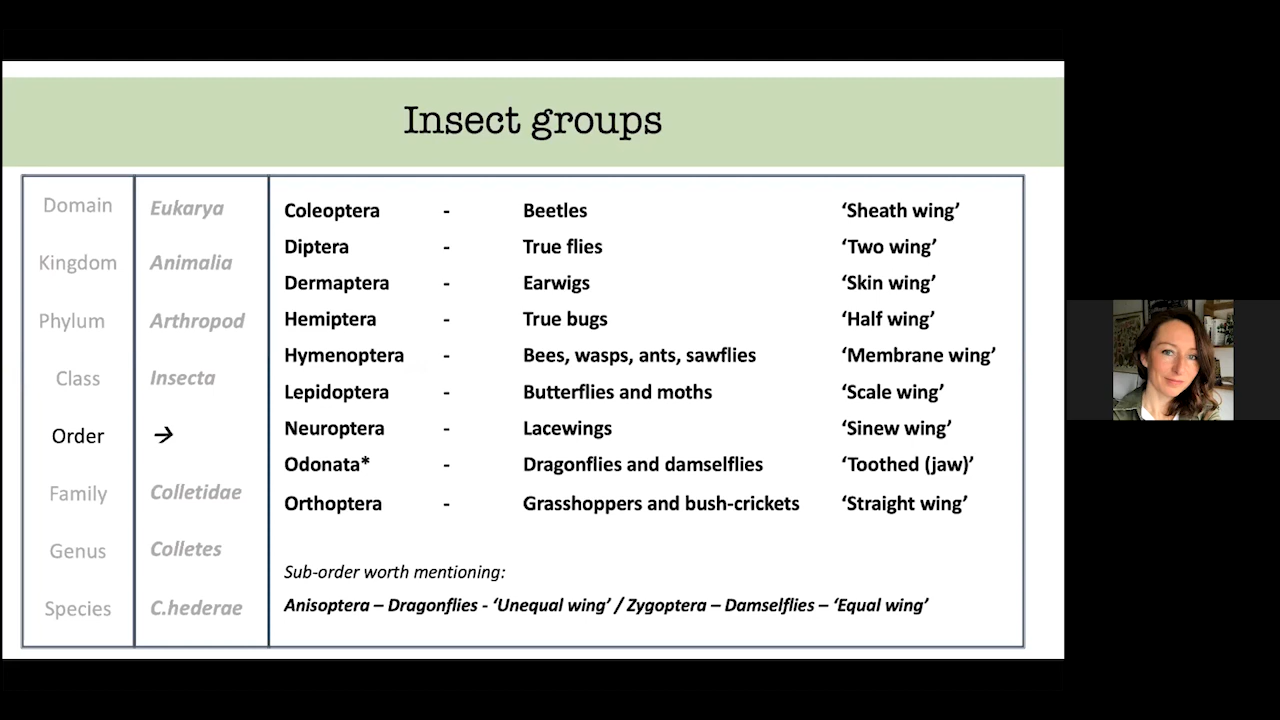 Insect groups
Domain Eukarya
Kingdom Animalia
Phylum Arthropod
Class Insecta
Order →
Family Colletidae
Genus Colletes
Species C.hederae
Coleoptera - Beetles ‘Sheath wing’
Diptera - True flies ‘Two wing’
Dermaptera - Earwigs ‘Skin wing’
Hemiptera - True bugs ‘Half wing’
Hymenoptera - Bees, wasps, ants, sawflies ‘Membrane wing’
Lepidoptera - Butterflies and moths ‘Scale wing’
Neuroptera - Lacewings ‘Sinew wing’
Odonata* - Dragonflies and damselflies ‘Toothed (jaw)’
Orthoptera - Grasshoppers and bush-crickets ‘Straight wing’
Sub-order worth mentioning:
Anisoptera – Dragonflies - ‘Unequal wing’ / Zygoptera – Damselflies – ‘Equal wing’